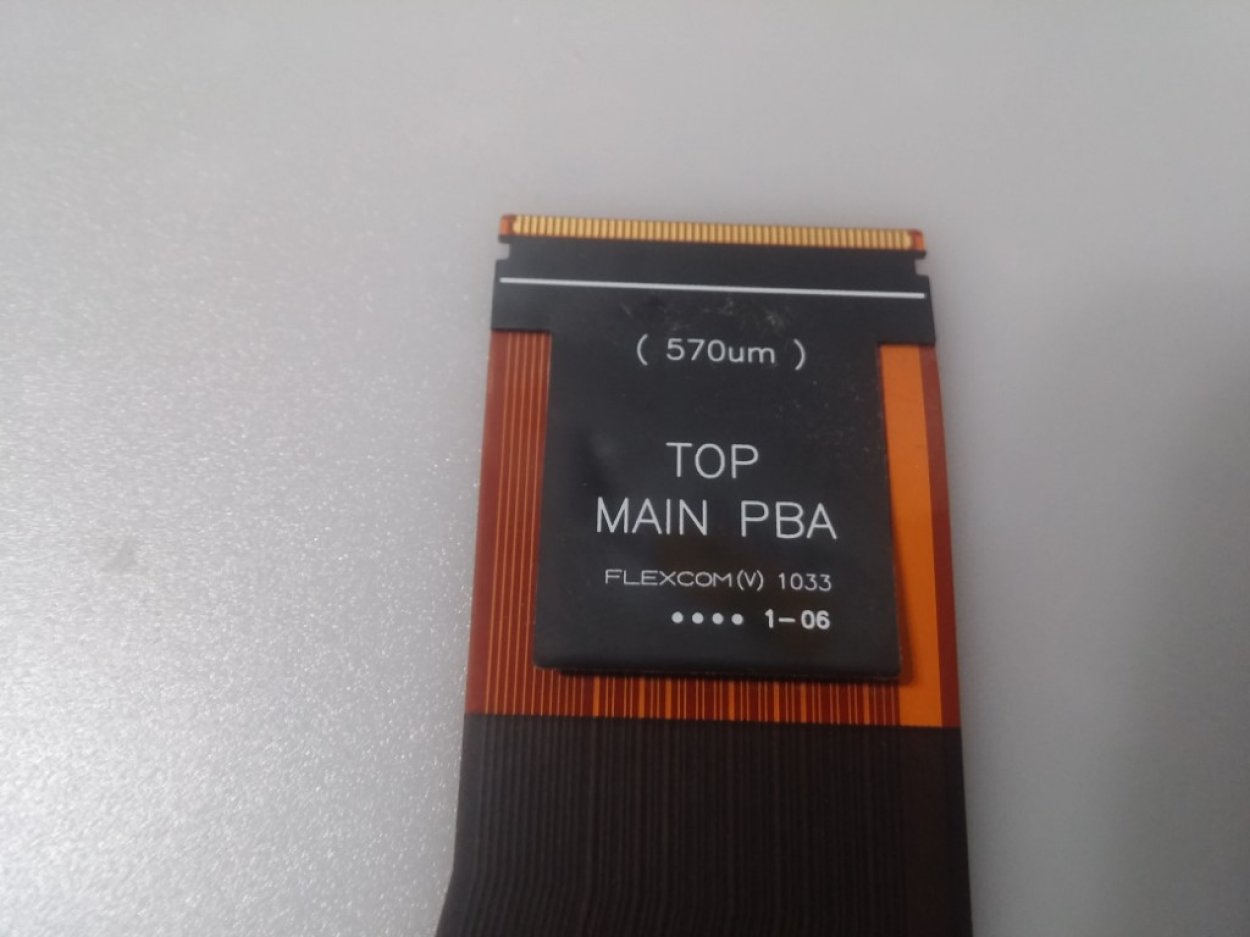 ( 570um )
TOP
MAIN PBA
FLEXCOM(V) 1033
•••• 1-06